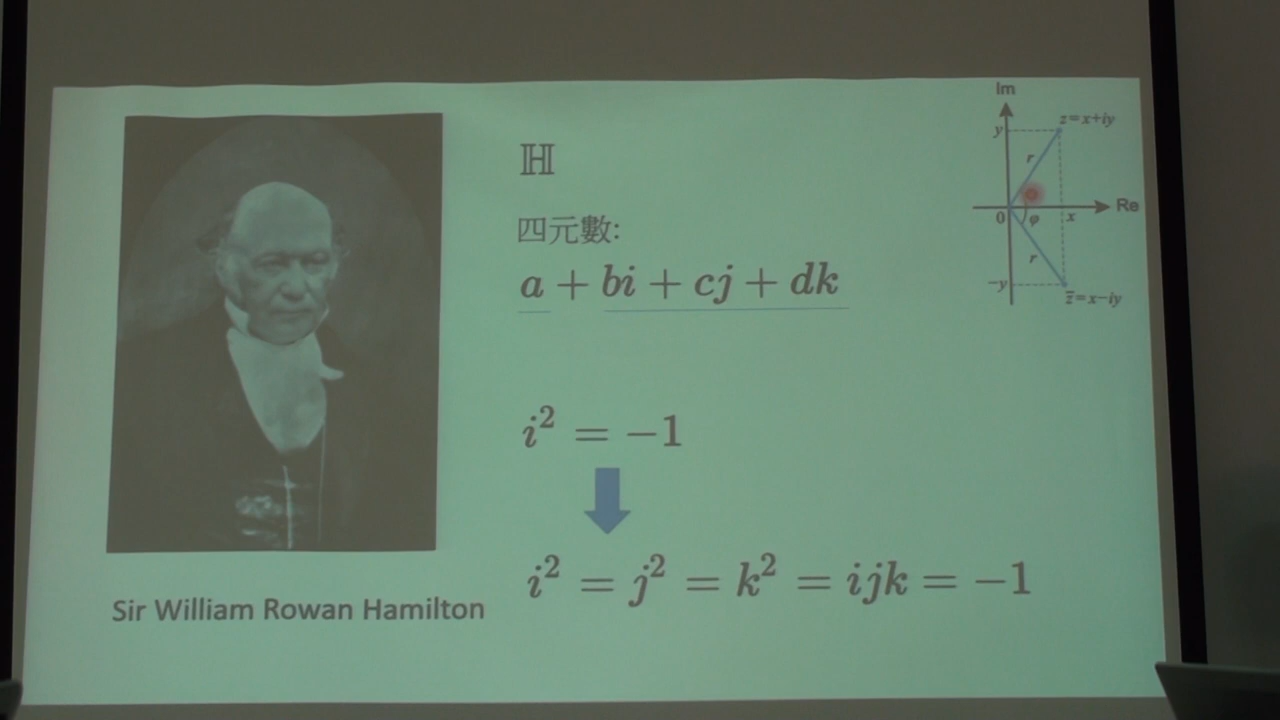 ℍ
四元數:
a + bi + cj + dk
i² = −1
i² = j² = k² = ijk = −1
Sir William Rowan Hamilton
Im
z=x+iy
y
r
Re
0
φ
x
r
−y
z̅=x−iy